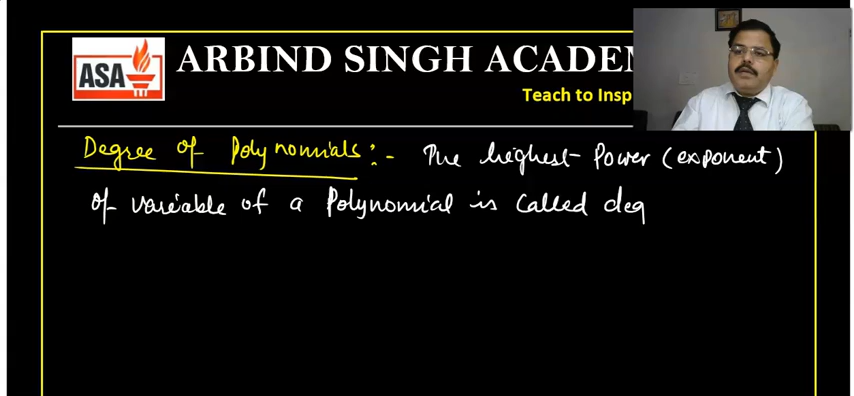 ASA
ARBIND SINGH ACADEM
Teach to Insp
Degree of Polynomials :- The highest Power (exponent)
of variable of a Polynomial is called deg